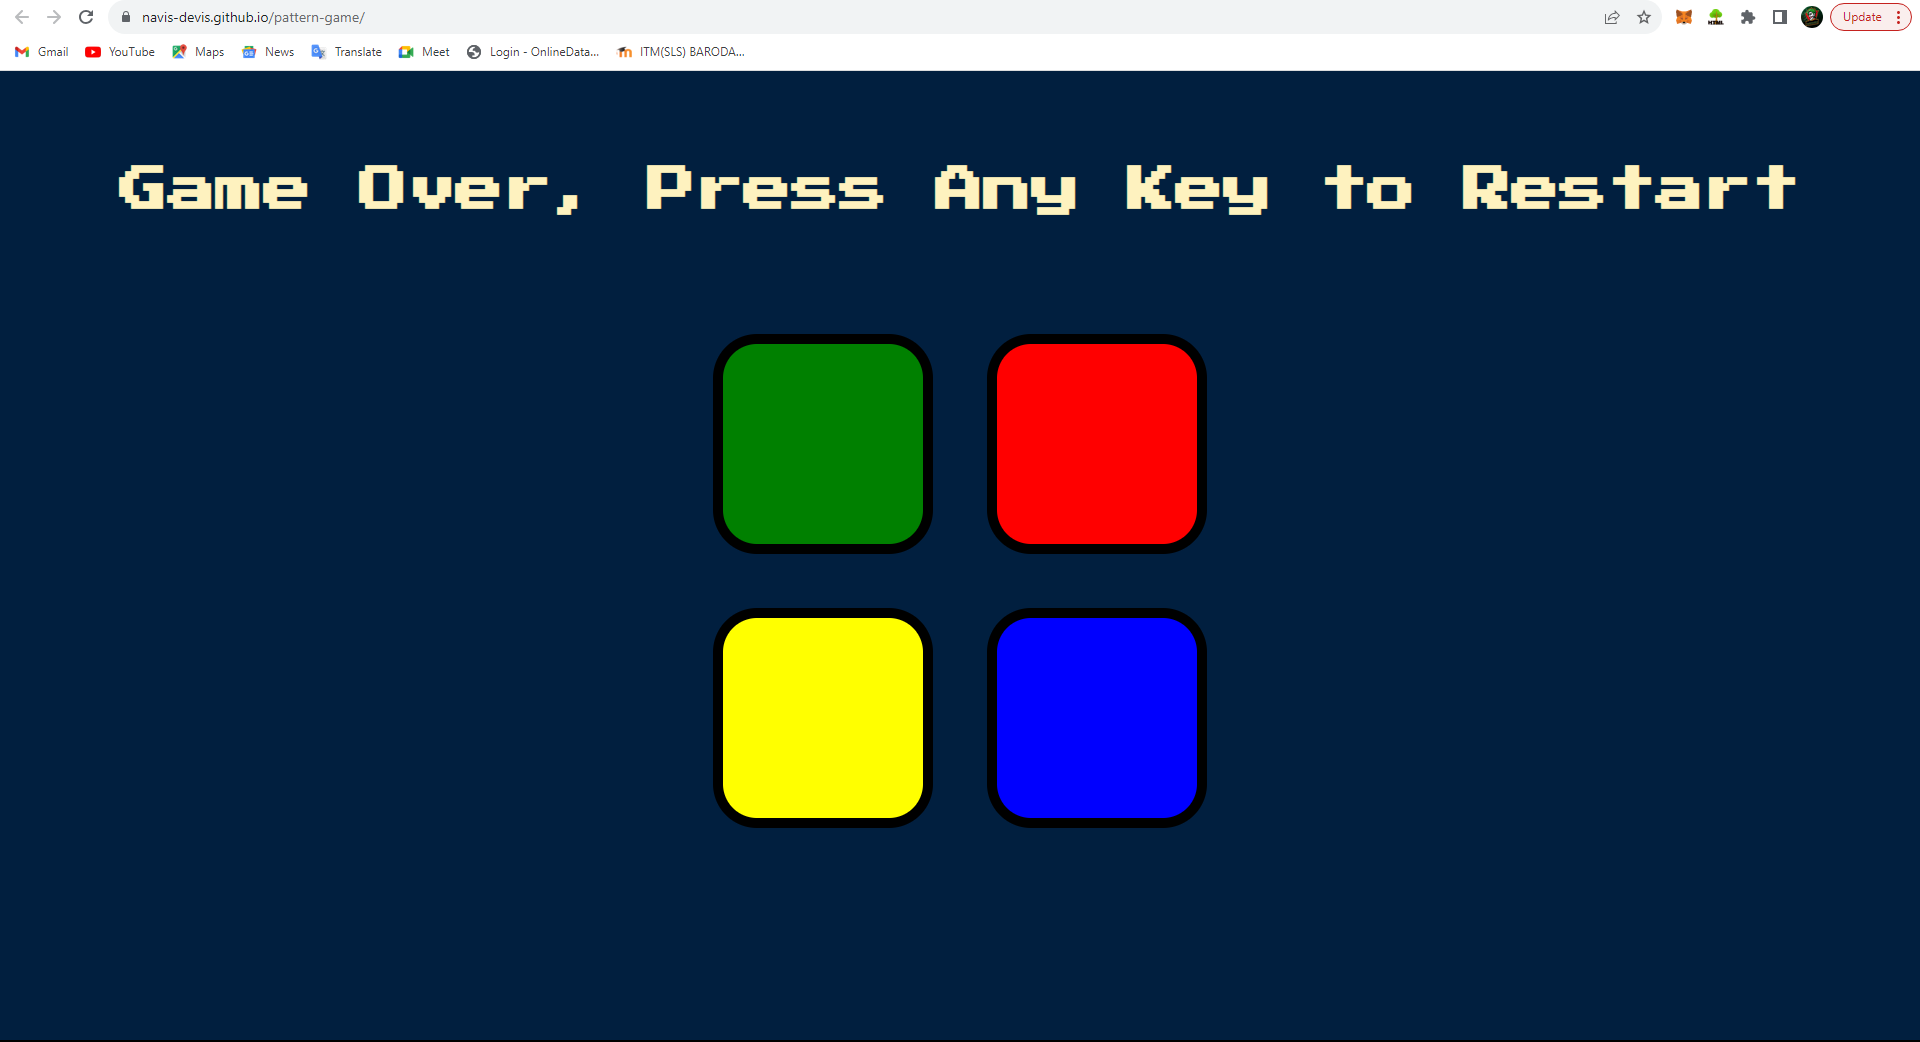 navis-devis.github.io/pattern-game/
Update
Gmail YouTube Maps News Translate Meet Login - OnlineData... ITM(SLS) BARODA...
Game Over, Press Any Key to Restart